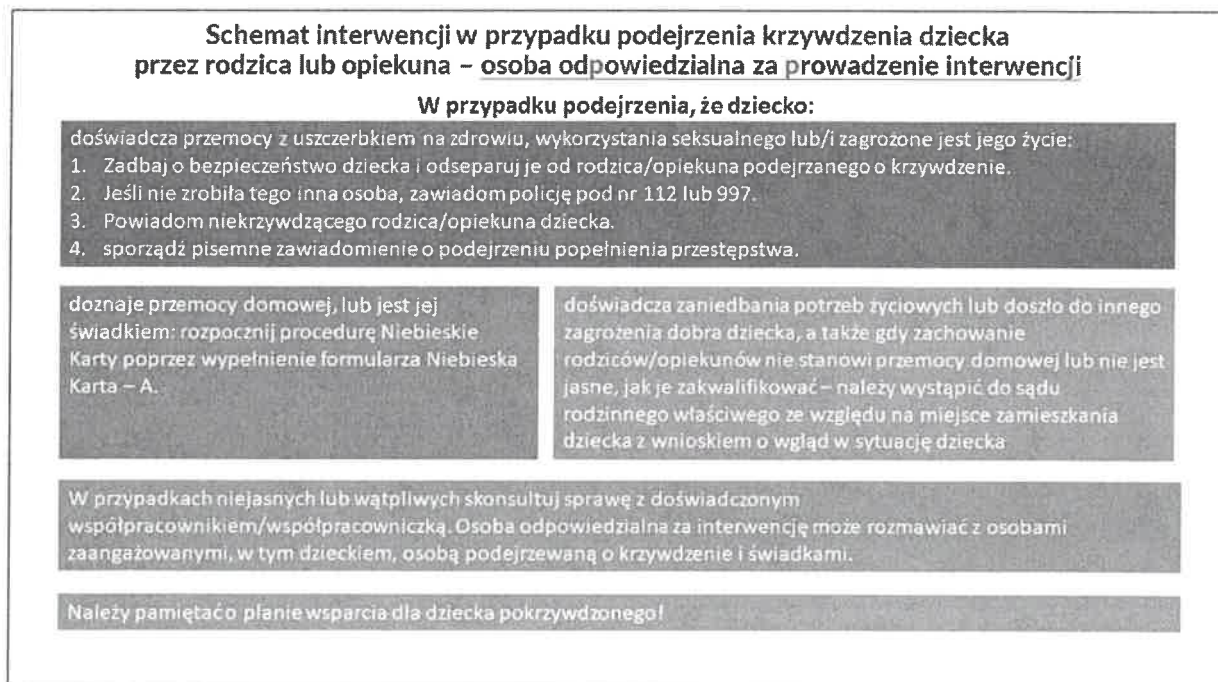 Schemat interwencji w przypadku podejrzenia krzywdzenia dziecka
przez rodzica lub opiekuna – osoba odpowiedzialna za prowadzenie interwencji
W przypadku podejrzenia, że dziecko:
doświadcza przemocy z uszczerbkiem na zdrowiu, wykorzystania seksualnego lub/i zagrożone jest jego życie:
1. Zadbaj o bezpieczeństwo dziecka i odseparuj je od rodzica/opiekuna podejrzanego o krzywdzenie.
2. Jeśli nie zrobiła tego inna osoba, zawiadom policję pod nr 112 lub 997.
3. Powiadom niekrzywdzącego rodzica/opiekuna dziecka.
4. sporządź pisemne zawiadomienie o podejrzeniu popełnienia przestępstwa.
doznaje przemocy domowej, lub jest jej
świadkiem: rozpocznij procedurę Niebieskie
Karty poprzez wypełnienie formularza Niebieska
Karta – A.
doświadcza zaniedbania potrzeb życiowych lub doszło do innego
zagrożenia dobra dziecka, a także gdy zachowanie
rodziców/opiekunów nie stanowi przemocy domowej lub nie jest
jasne, jak je zakwalifikować – należy wystąpić do sądu
rodzinnego właściwego ze względu na miejsce zamieszkania
dziecka z wnioskiem o wgląd w sytuację dziecka
W przypadkach niejasnych lub wątpliwych skonsultuj sprawę z doświadczonym
współpracownikiem/współpracowniczką. Osoba odpowiedzialna za interwencję może rozmawiać z osobami
zaangażowanymi, w tym dzieckiem, osobą podejrzewaną o krzywdzenie i świadkami.
Należy pamiętać o planie wsparcia dla dziecka pokrzywdzonego!